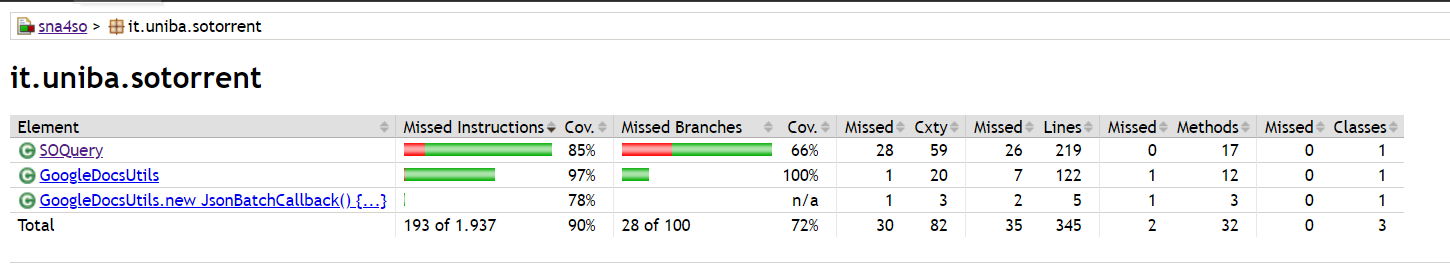 sna4so > it.uniba.sotorrent
it.uniba.sotorrent
Element Missed Instructions Cov. Missed Branches Cov. Missed Cxty Missed Lines Missed Methods Missed Classes
C SOQuery 85% 66% 28 59 26 219 0 17 0 1
C GoogleDocsUtils 97% 100% 1 20 7 122 1 12 0 1
C GoogleDocsUtils.new JsonBatchCallback() {...} 78% n/a 1 3 2 5 1 3 0 1
Total 193 of 1.937 90% 28 of 100 72% 30 82 35 345 2 32 0 3